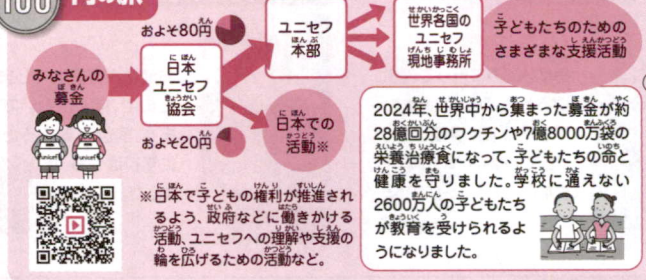 100
みなさんの
募金
およそ80円
およそ20円
日本
ユニセフ
協会
ユニセフ
本部
日本での
活動※
世界各国の
ユニセフ
現地事務所
子どもたちのための
さまざまな支援活動
※日本で子どもの権利が推進され
るよう、政府などに働きかける
活動、ユニセフへの理解や支援の
輪を広げるための活動など。
2024年、世界中から集まった募金が約
28億回分のワクチンや7億8000万袋の
栄養治療食になって、子どもたちの命と
健康を守りました。学校に通えない
2600万人の子どもたち
が教育を受けられるよ
うになりました。